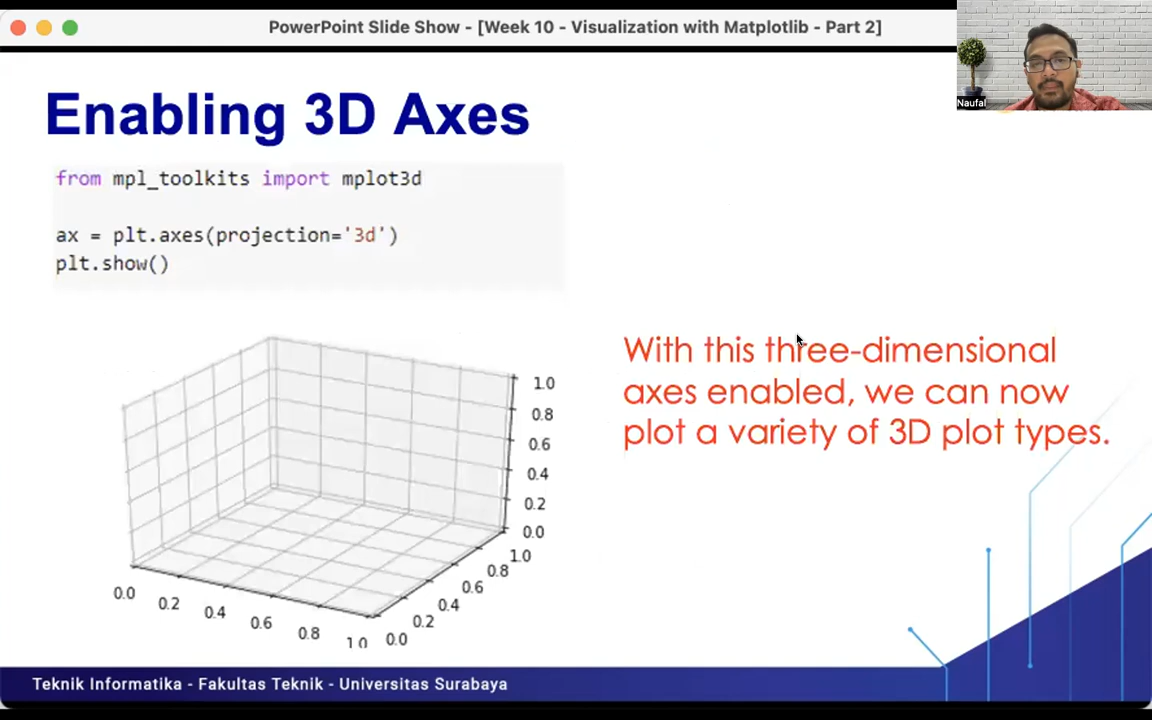 PowerPoint Slide Show - [Week 10 - Visualization with Matplotlib - Part 2]
Naufal
Enabling 3D Axes
from mpl_toolkits import mplot3d
ax = plt.axes(projection='3d')
plt.show()
With this three-dimensional
axes enabled, we can now
plot a variety of 3D plot types.
1.0
0.8
0.6
0.4
0.2
0.0
1.0
0.8
0.6
0.4
0.2
0.0
0.0
0.2
0.4
0.6
0.8
1.0
Teknik Informatika - Fakultas Teknik - Universitas Surabaya